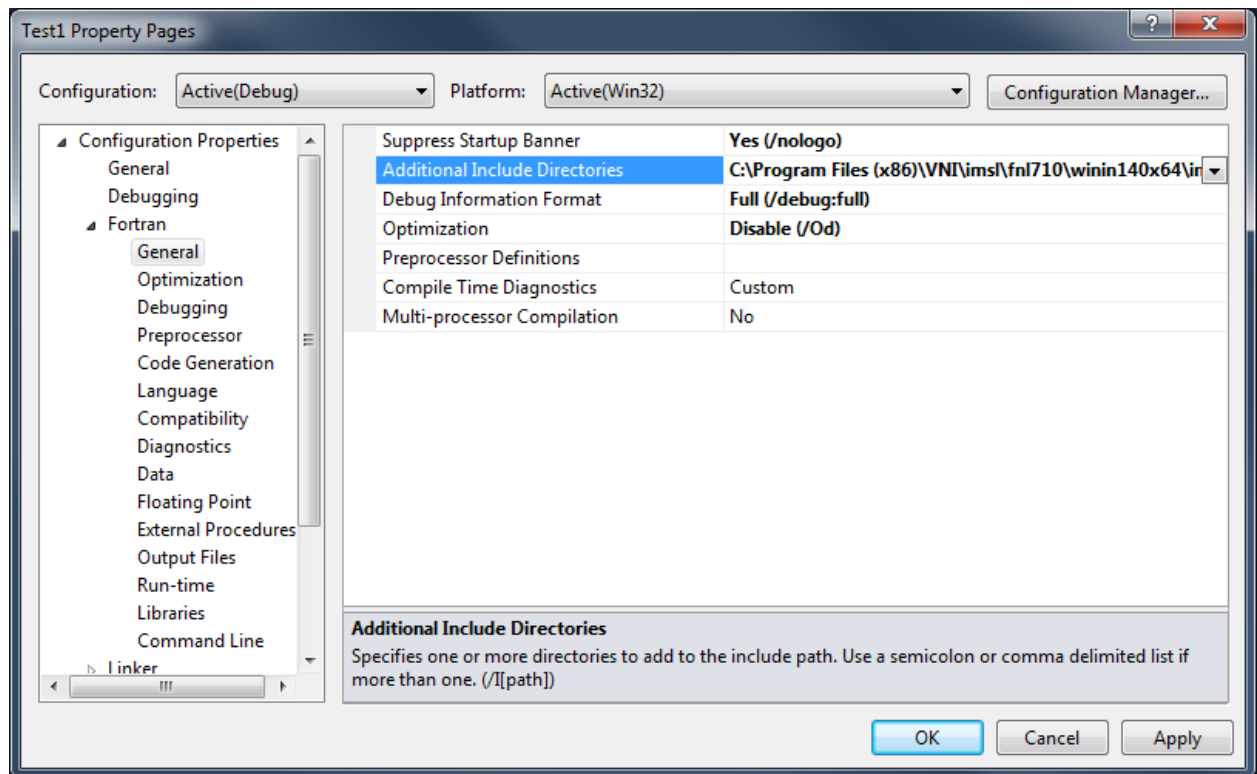 Test1 Property Pages
Configuration: Active(Debug) Platform: Active(Win32) Configuration Manager...
Configuration Properties
General
Debugging
Fortran
General
Optimization
Debugging
Preprocessor
Code Generation
Language
Compatibility
Diagnostics
Data
Floating Point
External Procedures
Output Files
Run-time
Libraries
Command Line
Linker
Suppress Startup Banner Yes (/nologo)
Additional Include Directories C:\Program Files (x86)\VNI\imsl\fnl710\winin140x64\in
Debug Information Format Full (/debug:full)
Optimization Disable (/Od)
Preprocessor Definitions
Compile Time Diagnostics Custom
Multi-processor Compilation No
Additional Include Directories
Specifies one or more directories to add to the include path. Use a semicolon or comma delimited list if
more than one. (/I[path])
OK Cancel Apply